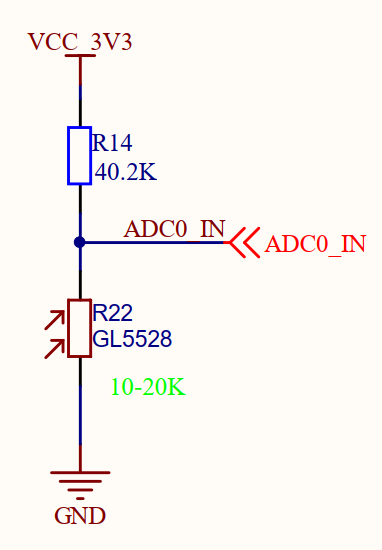 VCC_3V3
R14
40.2K
ADC0_IN
ADC0_IN
R22
GL5528
10-20K
GND